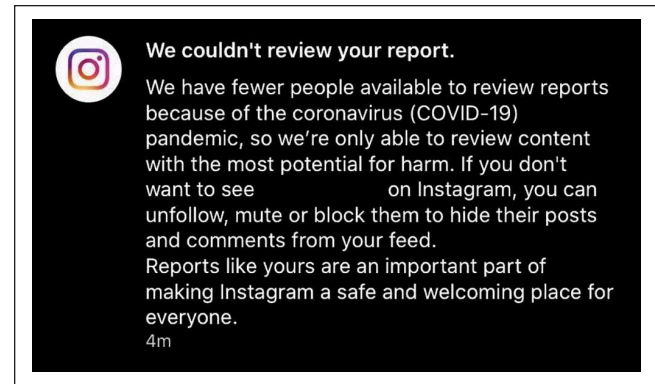 We couldn't review your report.
We have fewer people available to review reports
because of the coronavirus (COVID-19)
pandemic, so we're only able to review content
with the most potential for harm. If you don't
want to see on Instagram, you can
unfollow, mute or block them to hide their posts
and comments from your feed.
Reports like yours are an important part of
making Instagram a safe and welcoming place for
everyone.
4m